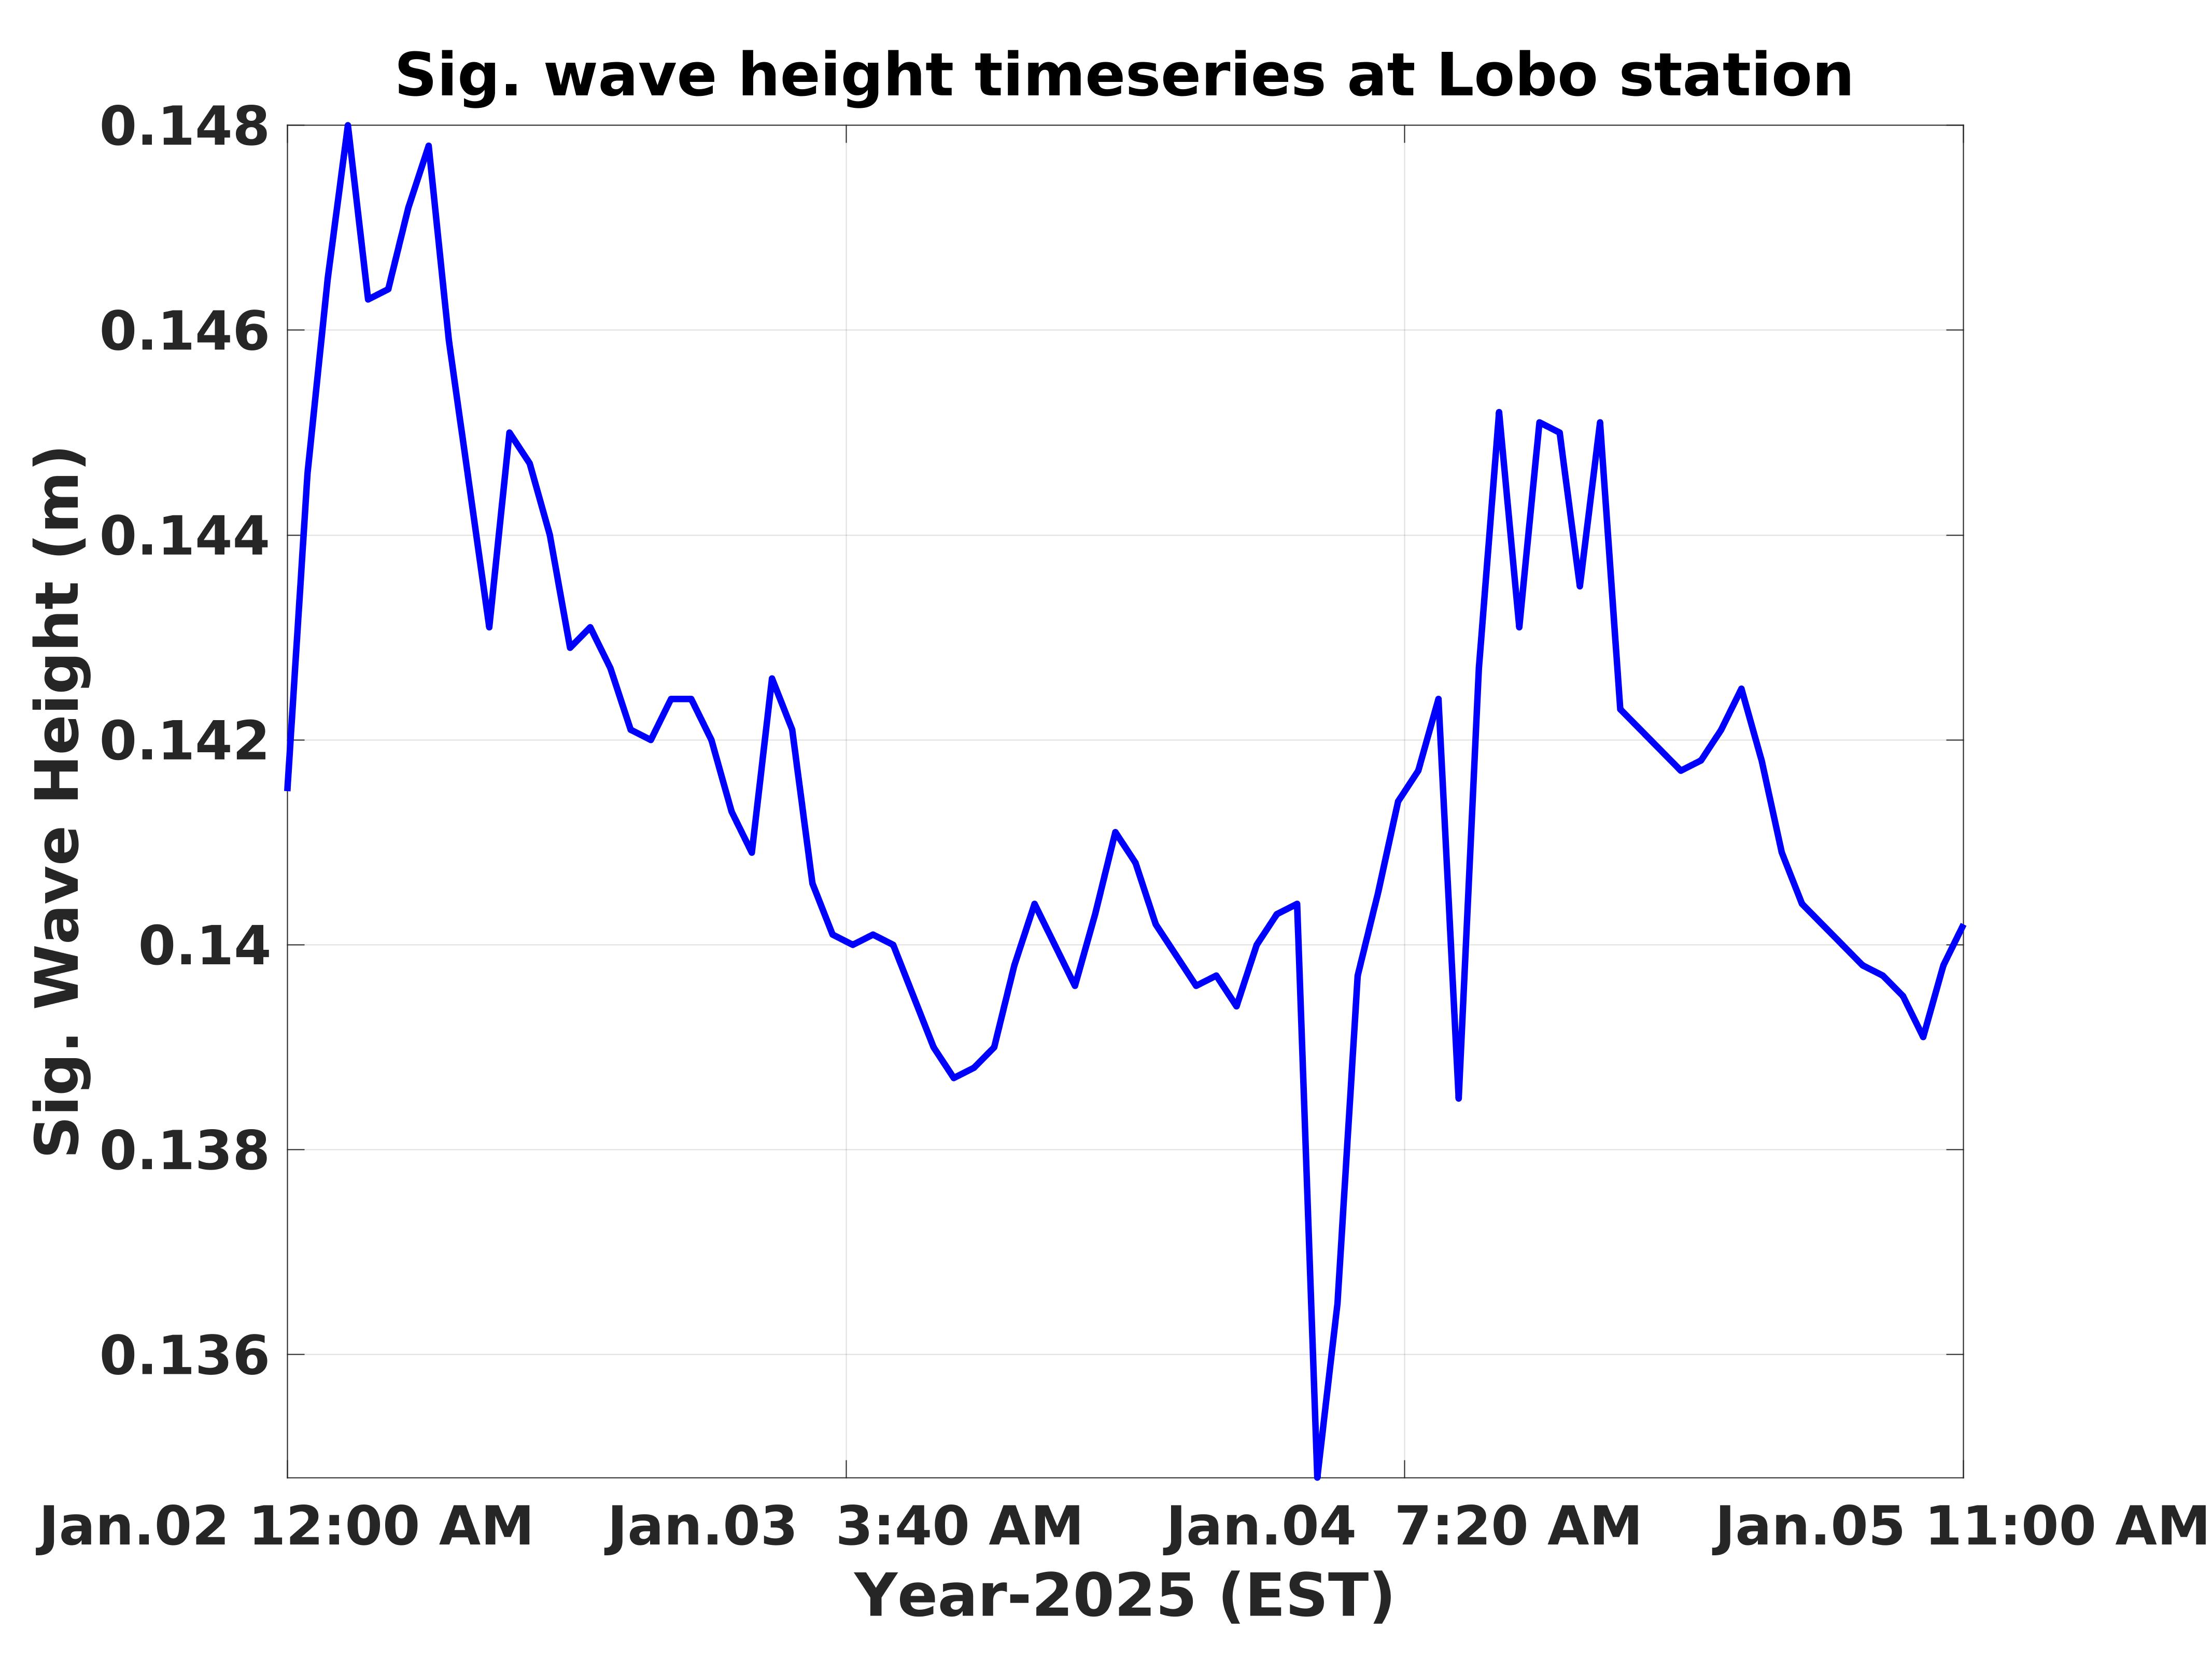 Sig. wave height timeseries at Lobo station
0.148
0.146
0.144
0.142
0.14
0.138
0.136
Sig. Wave Height (m)
Jan.02 12:00 AM Jan.03 3:40 AM Jan.04 7:20 AM Jan.05 11:00 AM
Year-2025 (EST)